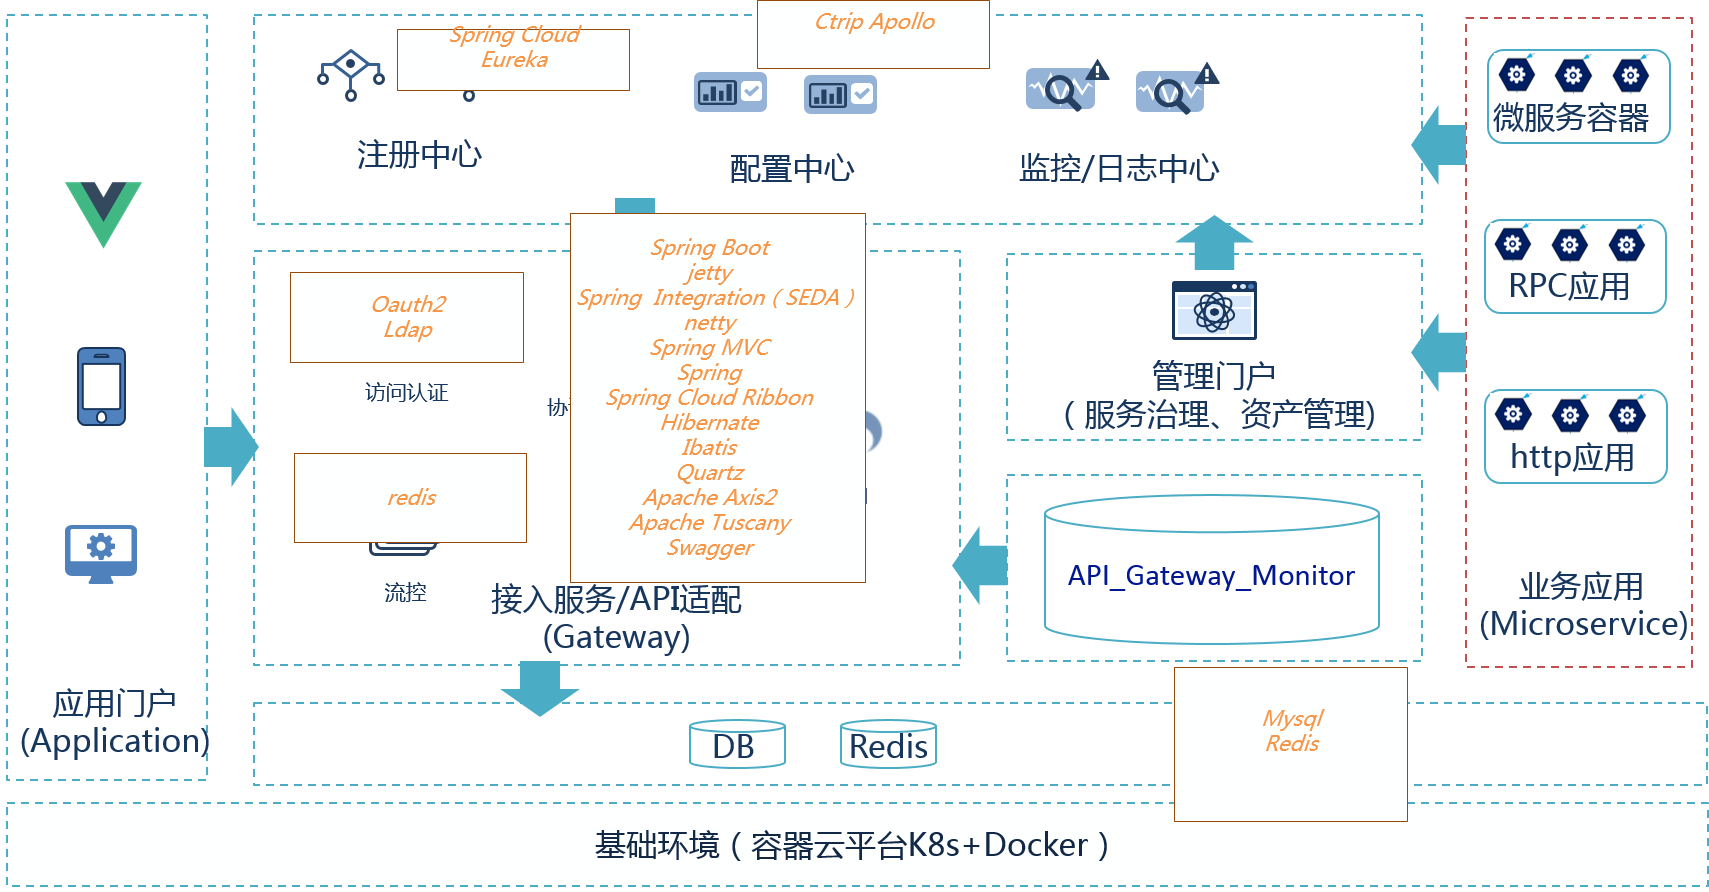 Spring Cloud
Eureka
注册中心
Ctrip Apollo
配置中心
监控/日志中心
微服务容器
RPC应用
http应用
业务应用
(Microservice)
Oauth2
Ldap
访问认证
redis
流控
协
Spring Boot
jetty
Spring Integration（SEDA）
netty
Spring MVC
Spring
Spring Cloud Ribbon
Hibernate
Ibatis
Quartz
Apache Axis2
Apache Tuscany
Swagger
接入服务/API适配
(Gateway)
管理门户
（服务治理、资产管理)
API_Gateway_Monitor
应用门户
(Application)
DB
Redis
Mysql
Redis
基础环境（容器云平台K8s+Docker）